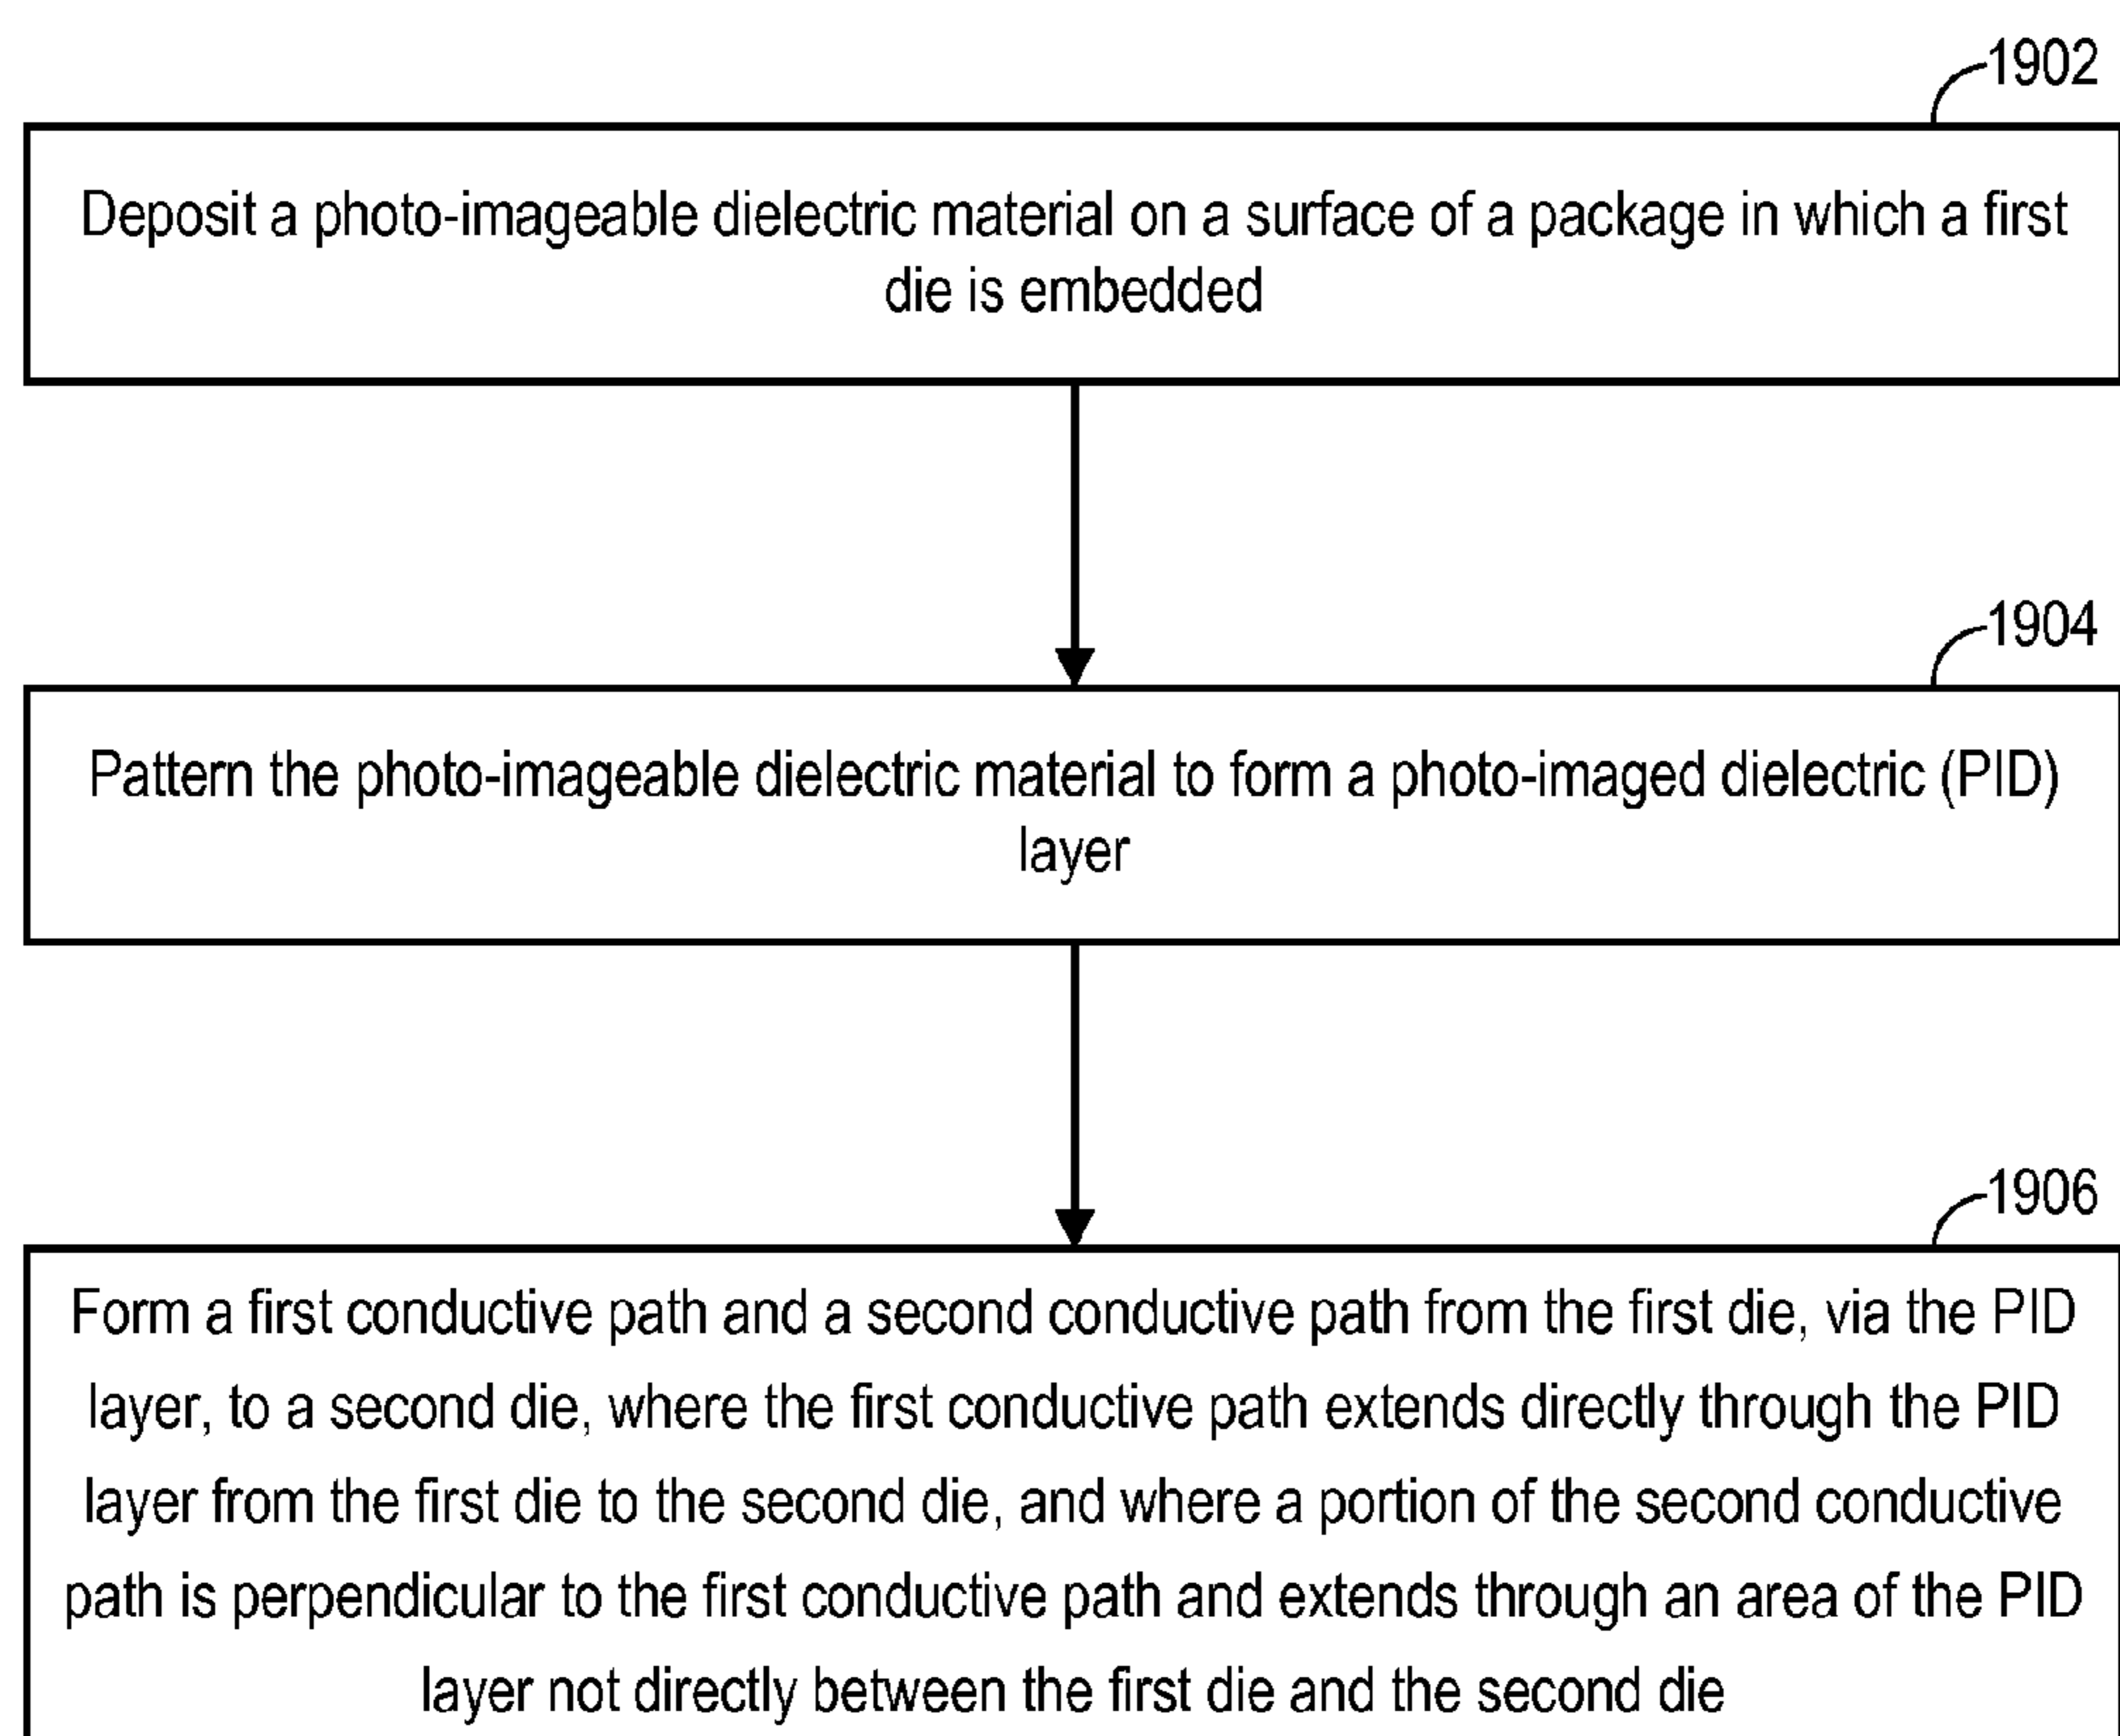 1902
Deposit a photo-imageable dielectric material on a surface of a package in which a first
die is embedded
1904
Pattern the photo-imageable dielectric material to form a photo-imaged dielectric (PID)
layer
1906
Form a first conductive path and a second conductive path from the first die, via the PID
layer, to a second die, where the first conductive path extends directly through the PID
layer from the first die to the second die, and where a portion of the second conductive
path is perpendicular to the first conductive path and extends through an area of the PID
layer not directly between the first die and the second die